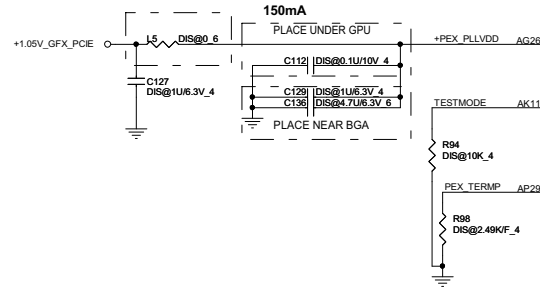 150mA
PLACE UNDER GPU
+1.05V_GFX_PCIE
L5
DIS@0_6
+PEX_PLLVDD
AG26
C112
DIS@0.1U/10V_4
C127
DIS@1U/6.3V_4
C129
DIS@1U/6.3V_4
C136
DIS@4.7U/6.3V_6
PLACE NEAR BGA
TESTMODE
AK11
R94
DIS@10K_4
PEX_TERMP
AP29
R98
DIS@2.49K/F_4